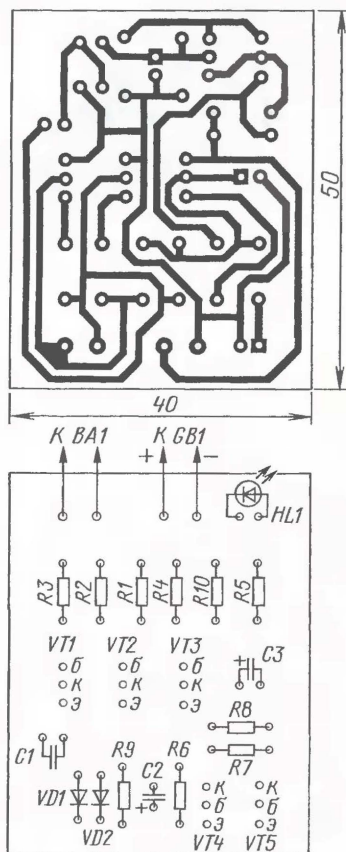 50
40
К BA1 К GB1
+ −
HL1
R3 R2 R1 R4 R10 R5
VT1 VT2 VT3
б б б C3
к к к +
э э э R8
C1 R9 C2 R6 R7
VD1 + к к
VD2 б б
э э
VT4 VT5